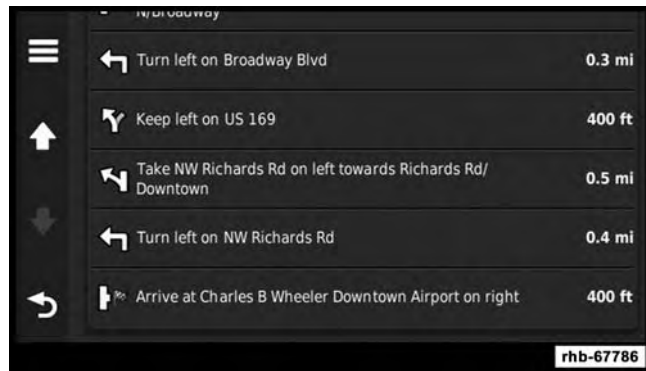 N/Broadway
Turn left on Broadway Blvd 0.3 mi
Keep left on US 169 400 ft
Take NW Richards Rd on left towards Richards Rd/
Downtown 0.5 mi
Turn left on NW Richards Rd 0.4 mi
Arrive at Charles B Wheeler Downtown Airport on right 400 ft
rhb-67786